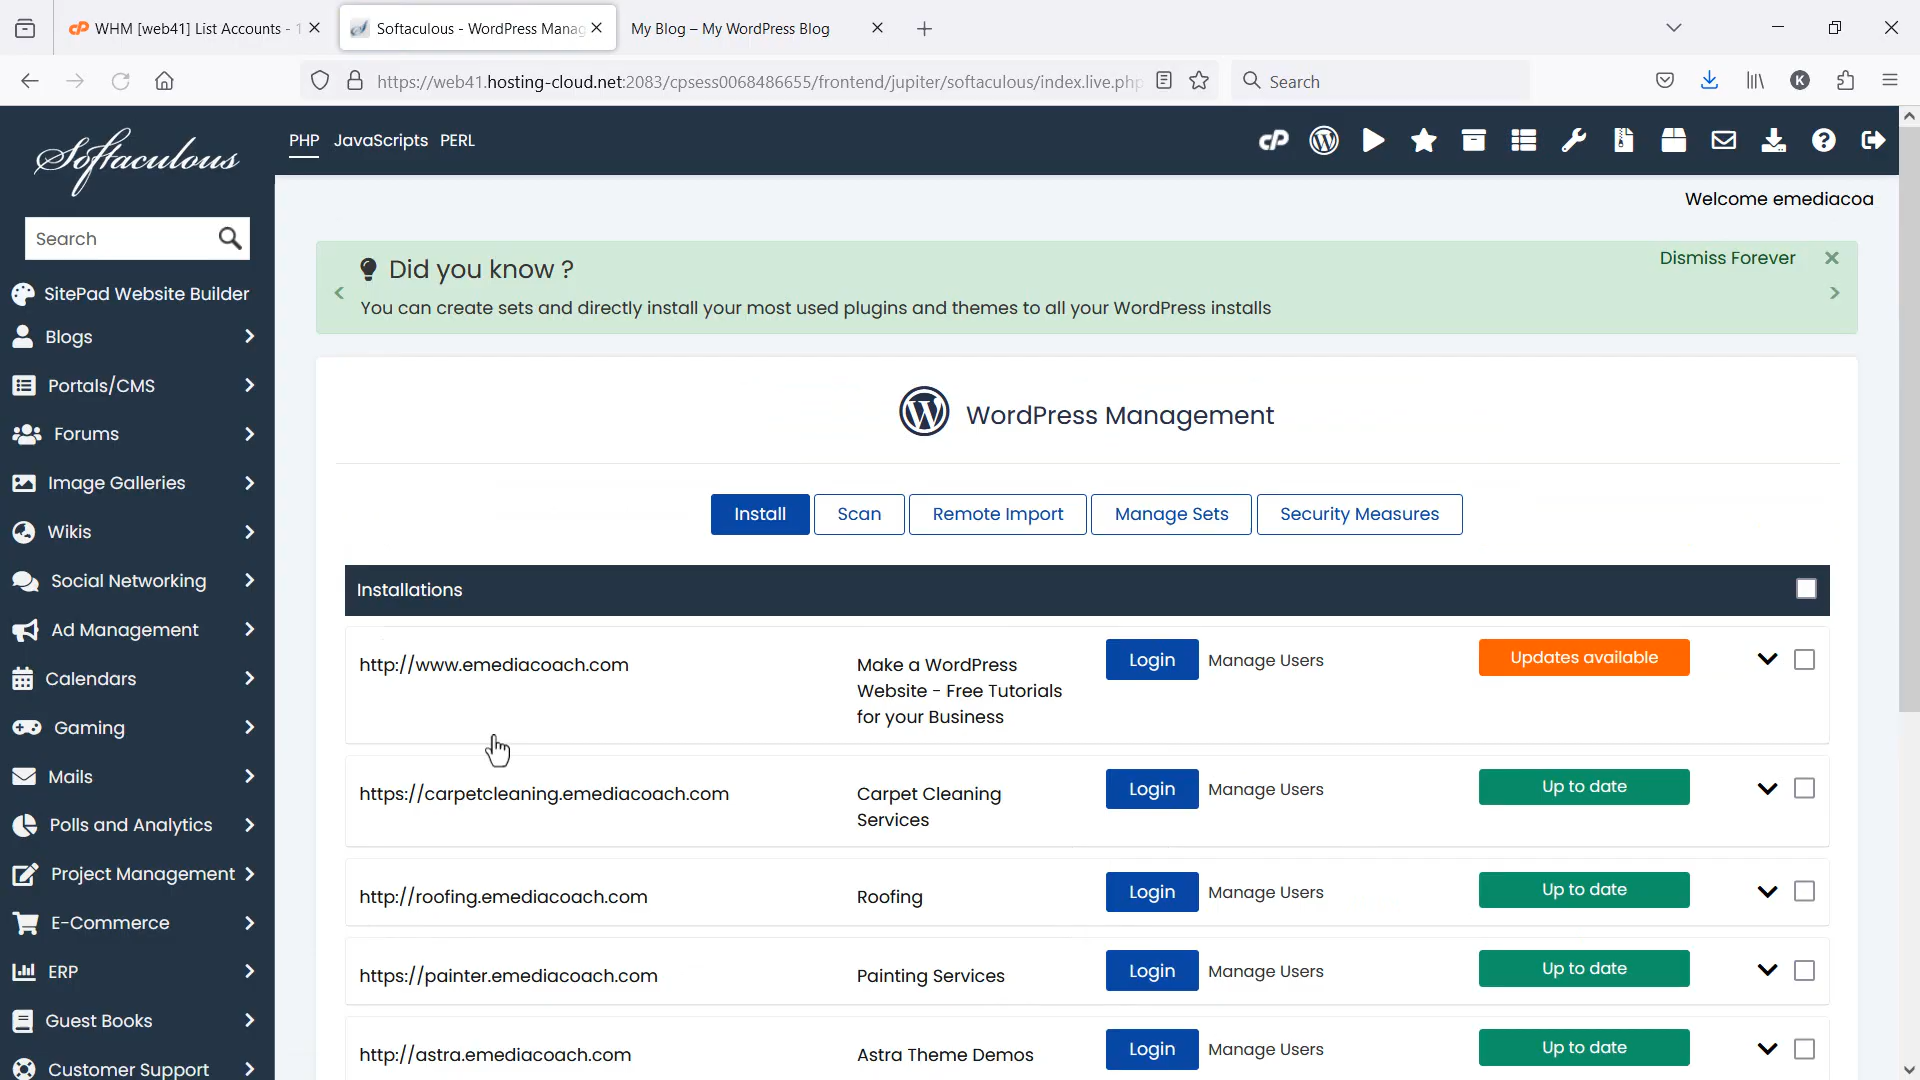 WHM [web41] List Accounts - 1
Softaculous - WordPress Manag
My Blog – My WordPress Blog
https://web41.hosting-cloud.net:2083/cpsess0068486655/frontend/jupiter/softaculous/index.live.php
Search
K
Softaculous
PHP JavaScripts PERL
Welcome emediacoa
Search
SitePad Website Builder
Blogs
Portals/CMS
Forums
Image Galleries
Wikis
Social Networking
Ad Management
Calendars
Gaming
Mails
Polls and Analytics
Project Management
E-Commerce
ERP
Guest Books
Customer Support
Did you know ?
Dismiss Forever
You can create sets and directly install your most used plugins and themes to all your WordPress installs
WordPress Management
Install Scan Remote Import Manage Sets Security Measures
Installations
http://www.emediacoach.com
Make a WordPress
Website - Free Tutorials
for your Business
Login Manage Users Updates available
https://carpetcleaning.emediacoach.com
Carpet Cleaning
Services
Login Manage Users Up to date
http://roofing.emediacoach.com Roofing Login Manage Users Up to date
https://painter.emediacoach.com Painting Services Login Manage Users Up to date
http://astra.emediacoach.com Astra Theme Demos Login Manage Users Up to date